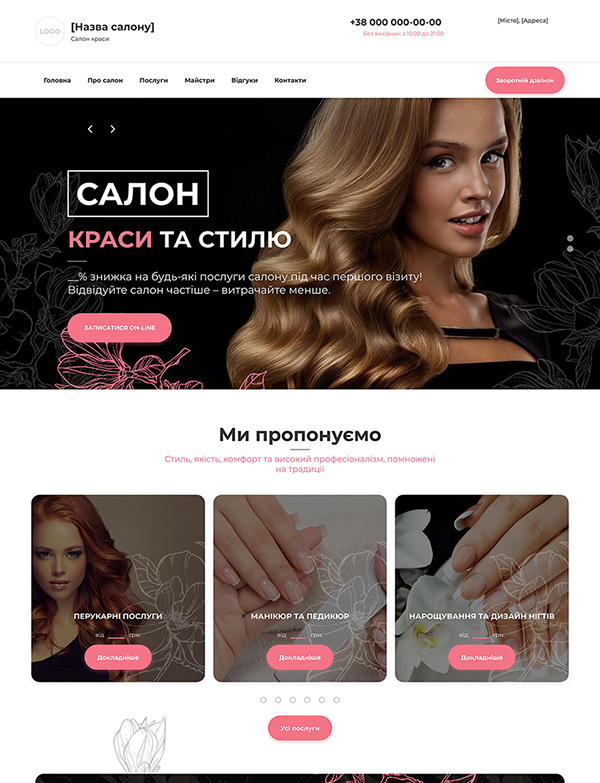 LOGO
[Назва салону]
Салон краси
+38 000 000-00-00
Без вихідних з 10:00 до 21:00
[Місто], [Адреса]
Головна
Про салон
Послуги
Майстри
Відгуки
Контакти
Зворотній дзвінок
САЛОН
КРАСИ ТА СТИЛЮ
__% знижка на будь-які послуги салону під час першого візиту!
Відвідуйте салон частіше – витрачайте менше.
ЗАПИСАТИСЯ ON-LINE
Ми пропонуємо
Стиль, якість, комфорт та високий професіоналізм, помножені
на традиції
ПЕРУКАРНІ ПОСЛУГИ
від ____ грн.
Докладніше
МАНІКЮР ТА ПЕДИКЮР
від ____ грн.
Докладніше
НАРОЩУВАННЯ ТА ДИЗАЙН НІГТІВ
від ____ грн.
Докладніше
Усі послуги